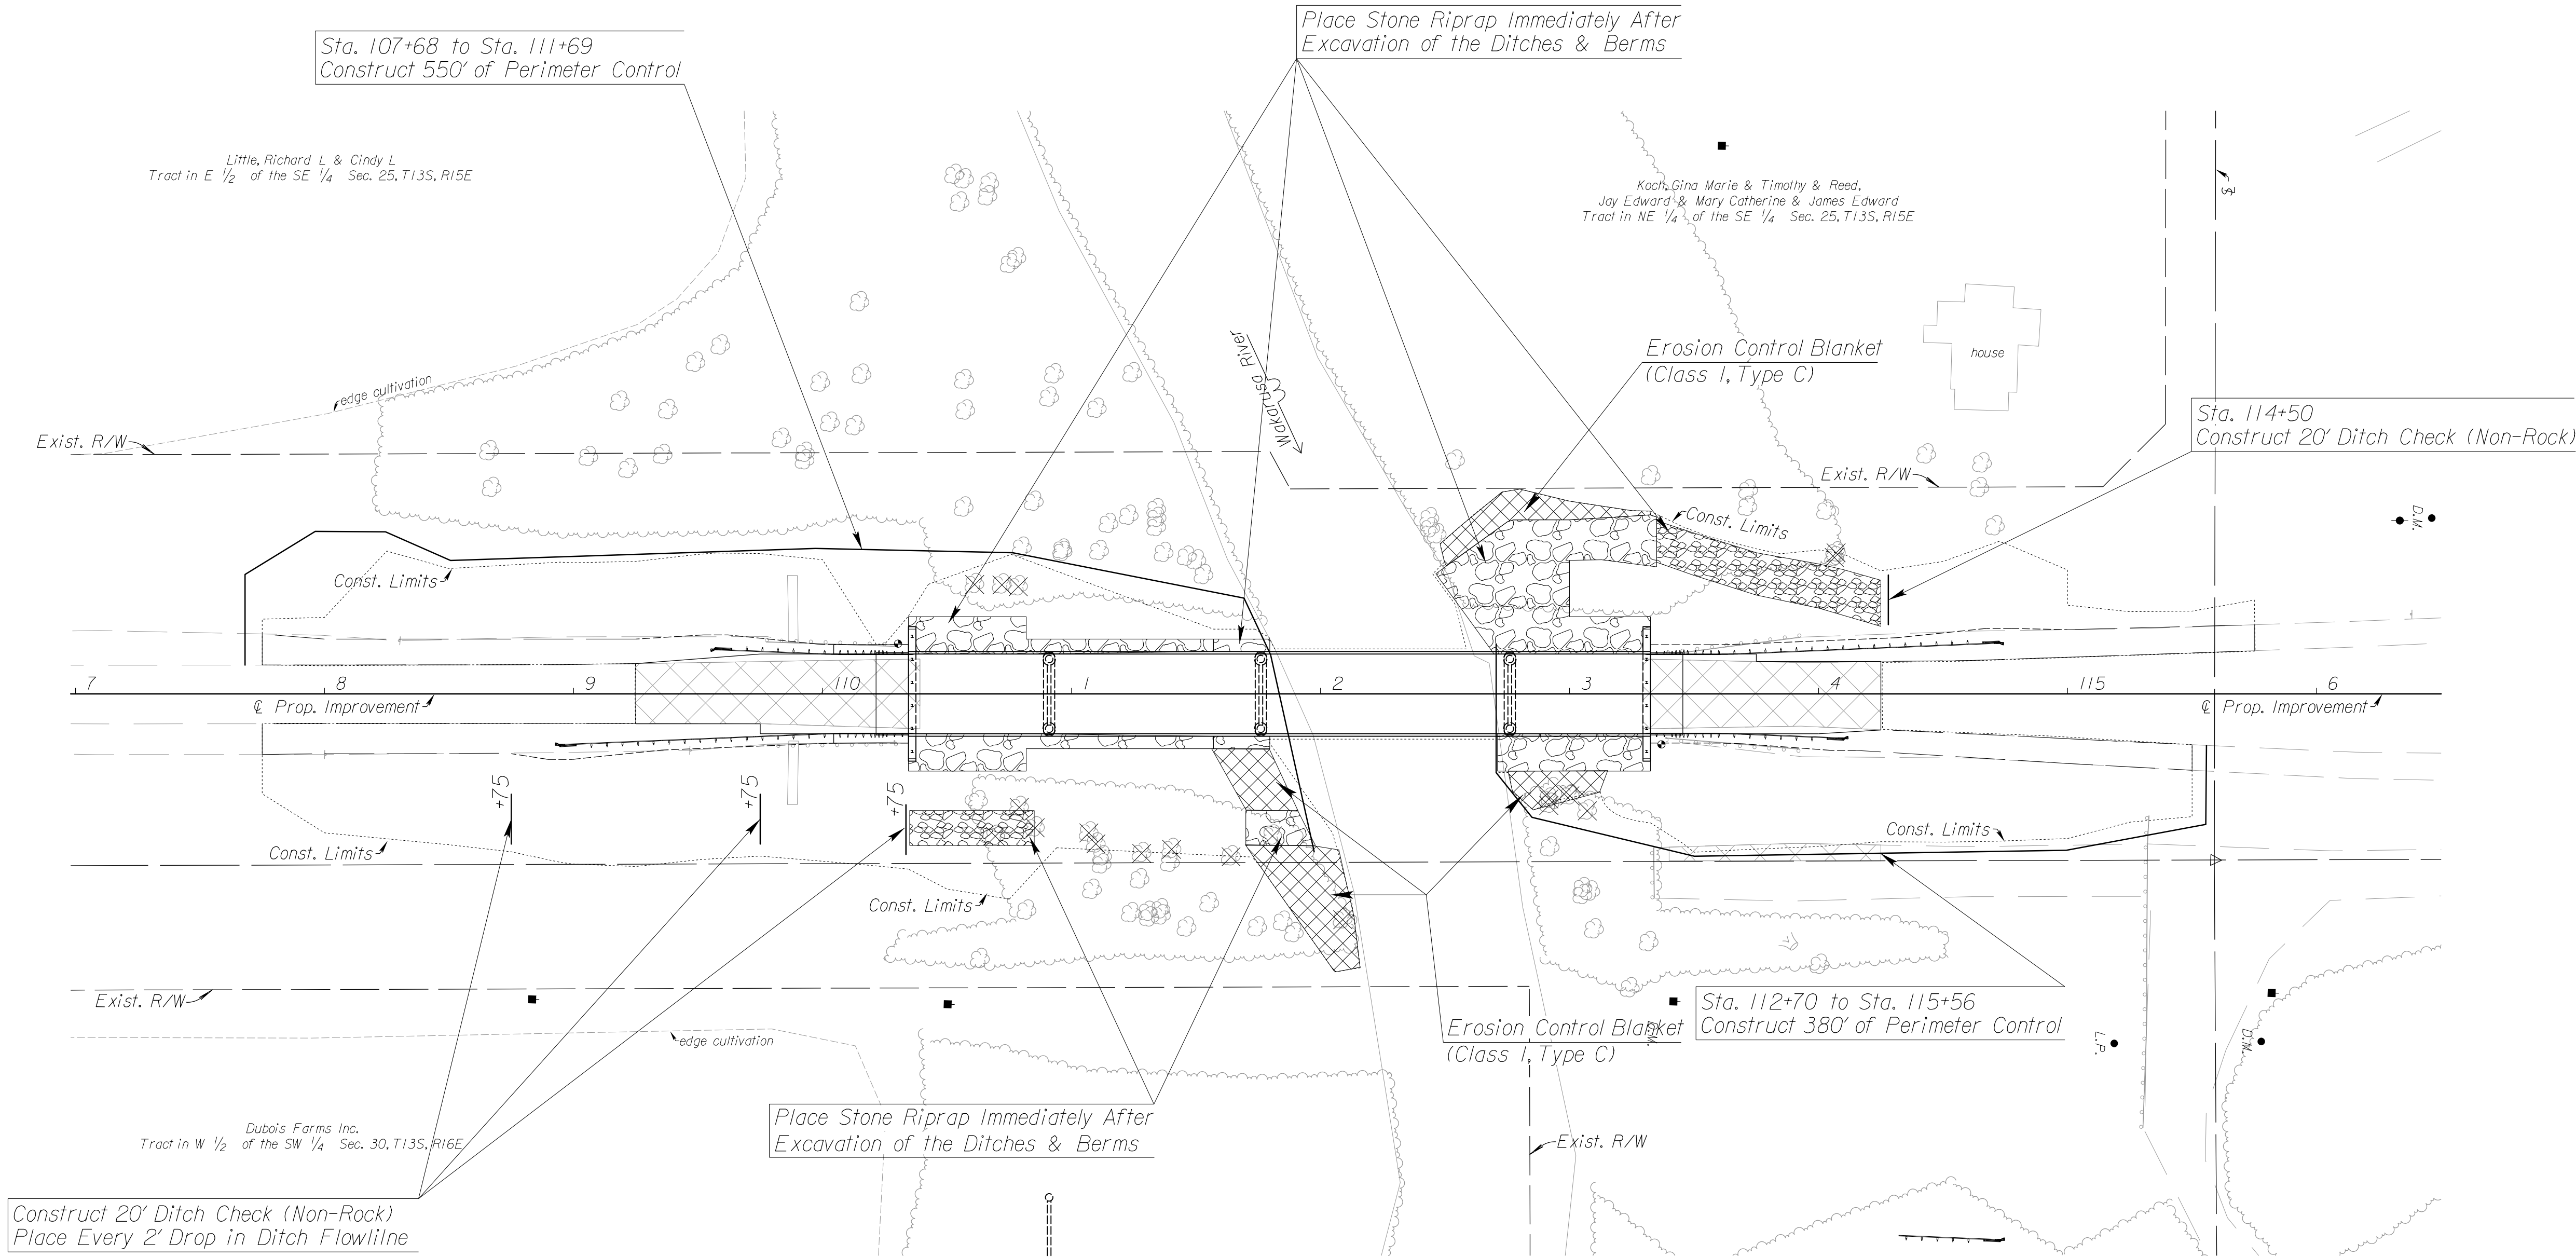 Place Stone Riprap Immediately After
Excavation of the Ditches & Berms
Sta. 107+68 to Sta. 111+69
Construct 550' of Perimeter Control
Little, Richard L & Cindy L
Tract in E 1/2 of the SE 1/4 Sec. 25, T13S, R15E
Koch, Gina Marie & Timothy & Reed,
Jay Edward & Mary Catherine & James Edward
Tract in NE 1/4 of the SE 1/4 Sec. 25, T13S, R15E
Wakarusa River
Erosion Control Blanket
(Class 1, Type C)
house
edge cultivation
Exist. R/W
Sta. 114+50
Construct 20' Ditch Check (Non-Rock)
Exist. R/W
Const. Limits
D.M.
Const. Limits
7
8
9
110
1
2
3
4
115
6
℄ Prop. Improvement
℄ Prop. Improvement
+75
+75
+75
Const. Limits
Const. Limits
Const. Limits
Exist. R/W
edge cultivation
Sta. 112+70 to Sta. 115+56
Construct 380' of Perimeter Control
Erosion Control Blanket
(Class 1, Type C)
L.P.
D.M.
Place Stone Riprap Immediately After
Excavation of the Ditches & Berms
Dubois Farms Inc.
Tract in W 1/2 of the SW 1/4 Sec. 30, T13S, R16E
Exist. R/W
Construct 20' Ditch Check (Non-Rock)
Place Every 2' Drop in Ditch Flowlilne